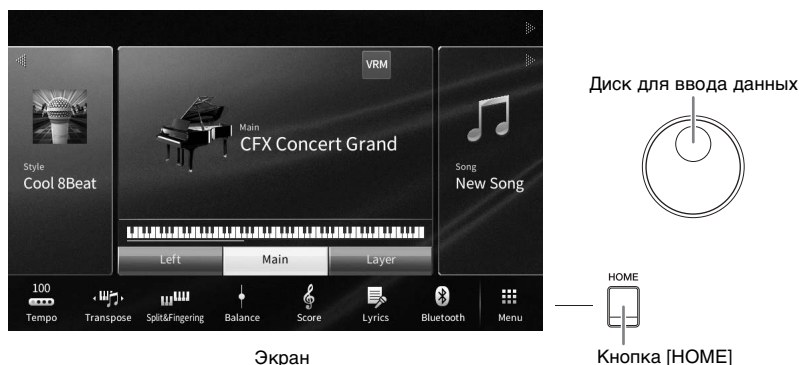 VRM
Диск для ввода данных
Main
CFX Concert Grand
Style
Cool 8Beat
Song
New Song
Left Main Layer
HOME
100
Tempo Transpose Split&Fingering Balance Score Lyrics Bluetooth Menu
Экран
Кнопка [HOME]